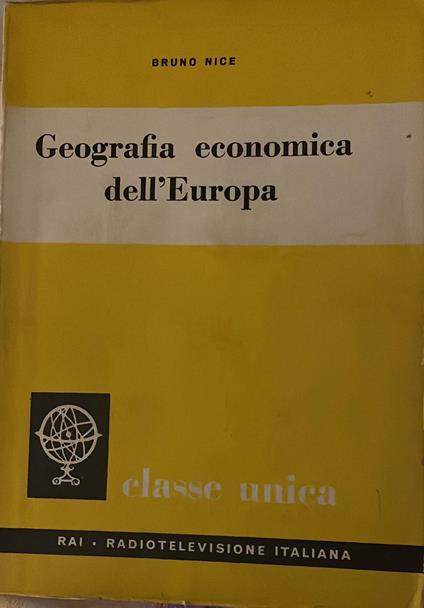 BRUNO NICE
Geografia economica
dell'Europa
classe unica
RAI • RADIOTELEVISIONE ITALIANA